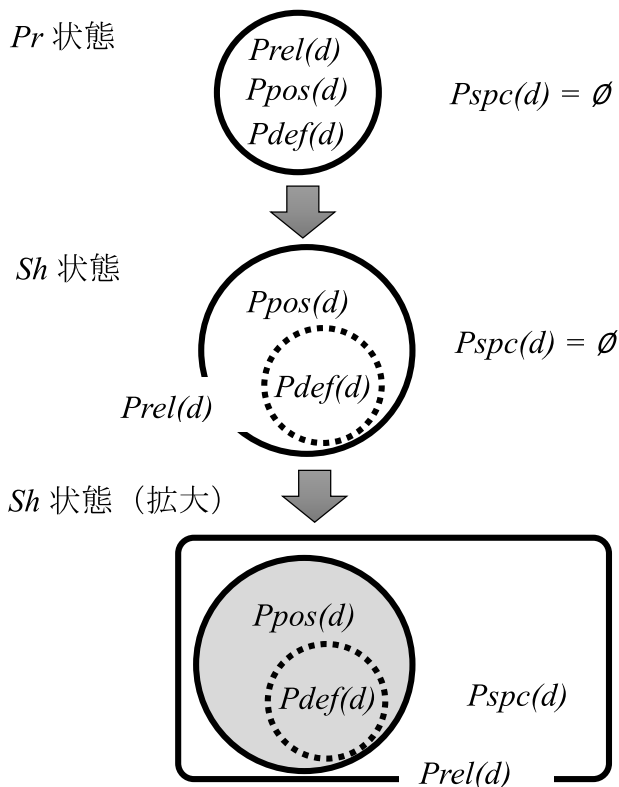 Pr 状態
Prel(d)
Ppos(d)
Pdef(d)
Pspc(d) = Ø
Sh 状態
Ppos(d)
Pdef(d)
Pspc(d) = Ø
Prel(d)
Sh 状態（拡大）
Ppos(d)
Pdef(d)
Pspc(d)
Prel(d)